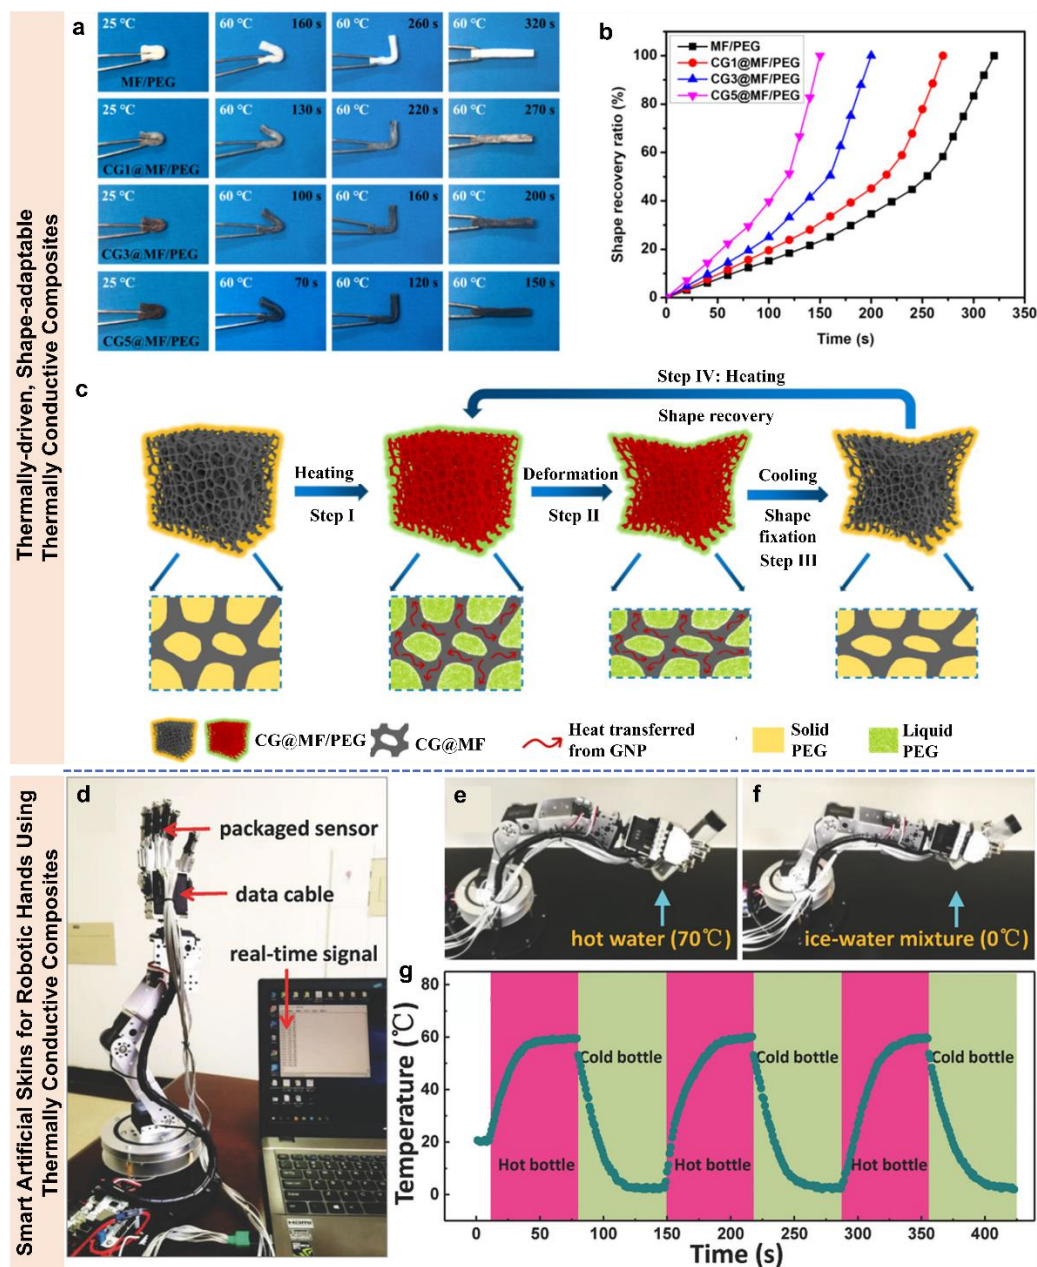 Thermally-driven, Shape-adaptable
Thermally Conductive Composites
a
25 ℃
60 ℃ 160 s
60 ℃ 260 s
320 s
MF/PEG
25 ℃
60 ℃ 130 s
60 ℃ 220 s
270 s
CG1@MF/PEG
25 ℃
60 ℃ 100 s
60 ℃ 160 s
200 s
CG3@MF/PEG
25 ℃
60 ℃ 70 s
60 ℃ 120 s
150 s
CG5@MF/PEG
b
Shape recovery ratio (%)
100
80
60
40
20
0
MF/PEG
CG1@MF/PEG
CG3@MF/PEG
CG5@MF/PEG
0 50 100 150 200 250 300 350
Time (s)
c
Step IV: Heating
Shape recovery
Heating
Step I
Deformation
Step II
Cooling
Shape
fixation
Step III
CG@MF/PEG
CG@MF
Heat transferred
from GNP
Solid
PEG
Liquid
PEG
Smart Artificial Skins for Robotic Hands Using
Thermally Conductive Composites
d
packaged sensor
data cable
real-time signal
e
hot water (70℃)
f
ice-water mixture (0℃)
g
Temperature (℃)
80
60
40
20
0
Cold bottle
Cold bottle
Cold bottle
Hot bottle
Hot bottle
Hot bottle
0 50 100 150 200 250 300 350 400
Time (s)